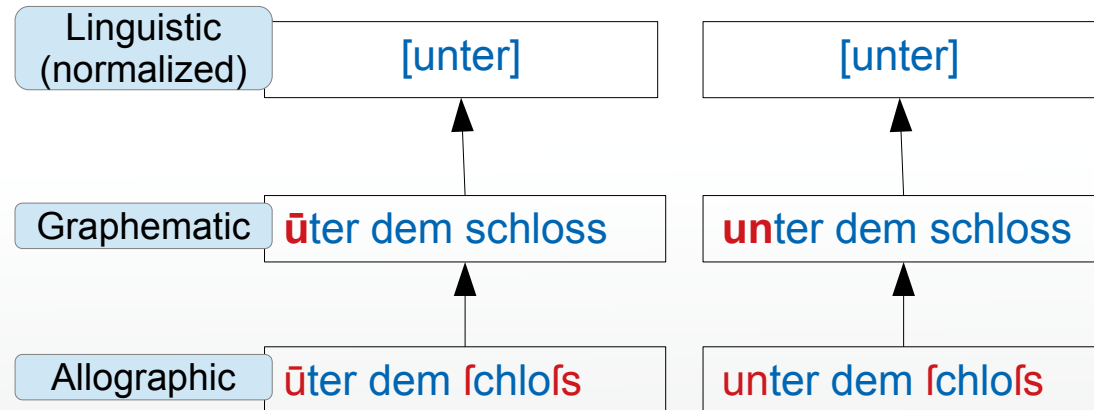 Linguistic
(normalized)
[unter]
[unter]
Graphematic
ūter dem schloss
unter dem schloss
Allographic
ūter dem ſchloſs
unter dem ſchloſs